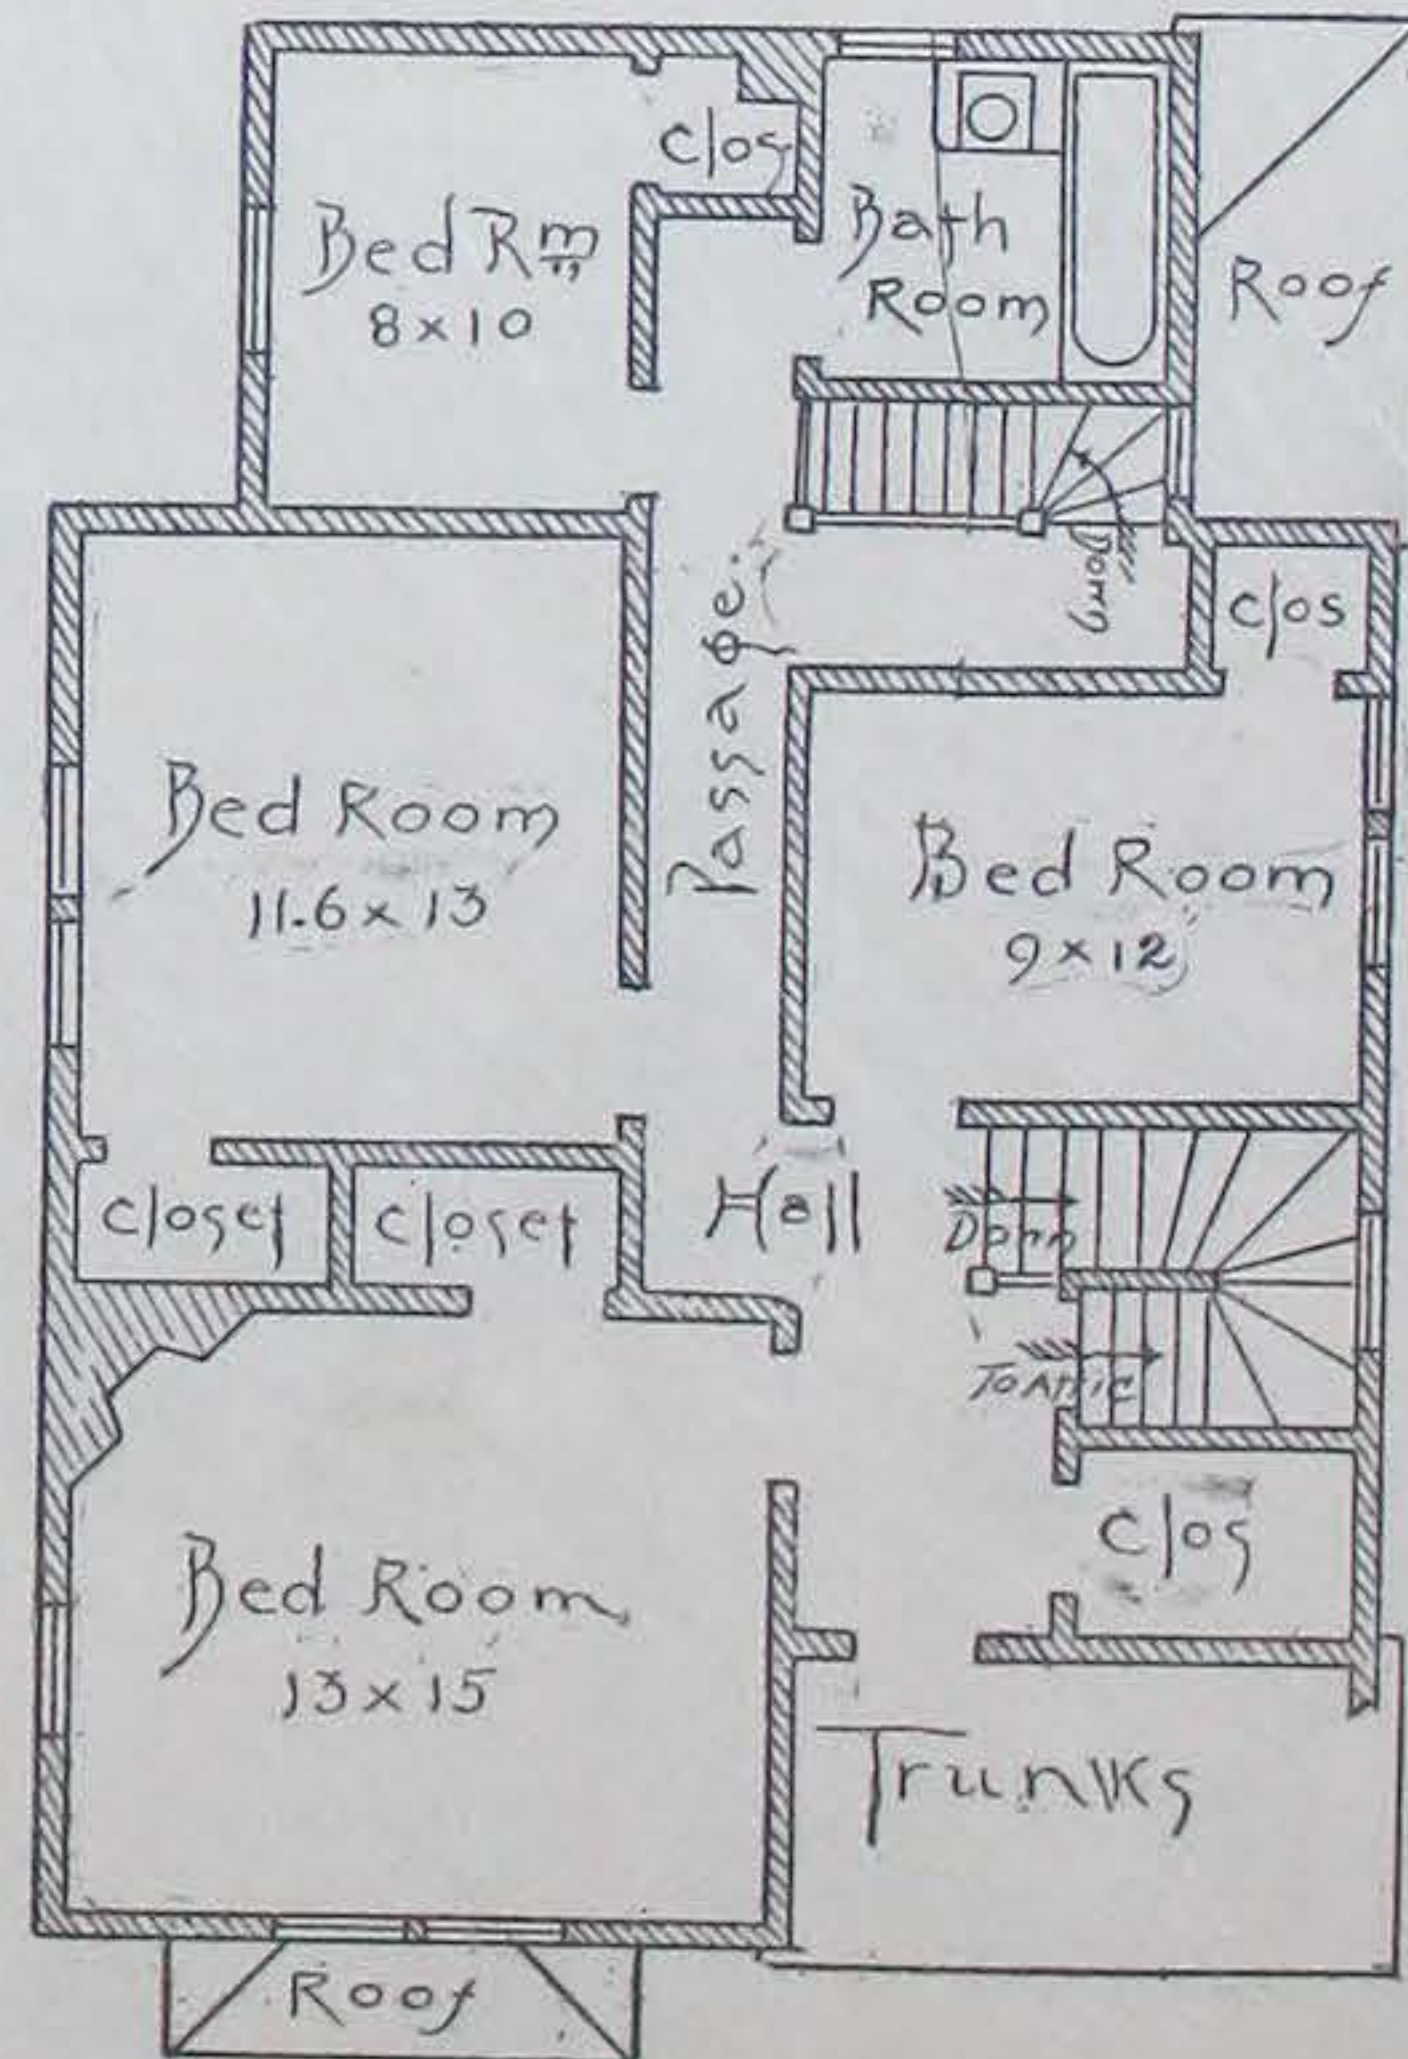 Clos
Bed Rm
8 x 10
Bath
Room
Roof
Down
Clos
Passage.
Bed Room
11.6 x 13
Bed Room
9 x 12
Closet
Closet
Hall
Down
To Attic
Clos
Bed Room
13 x 15
Trunks
Roof